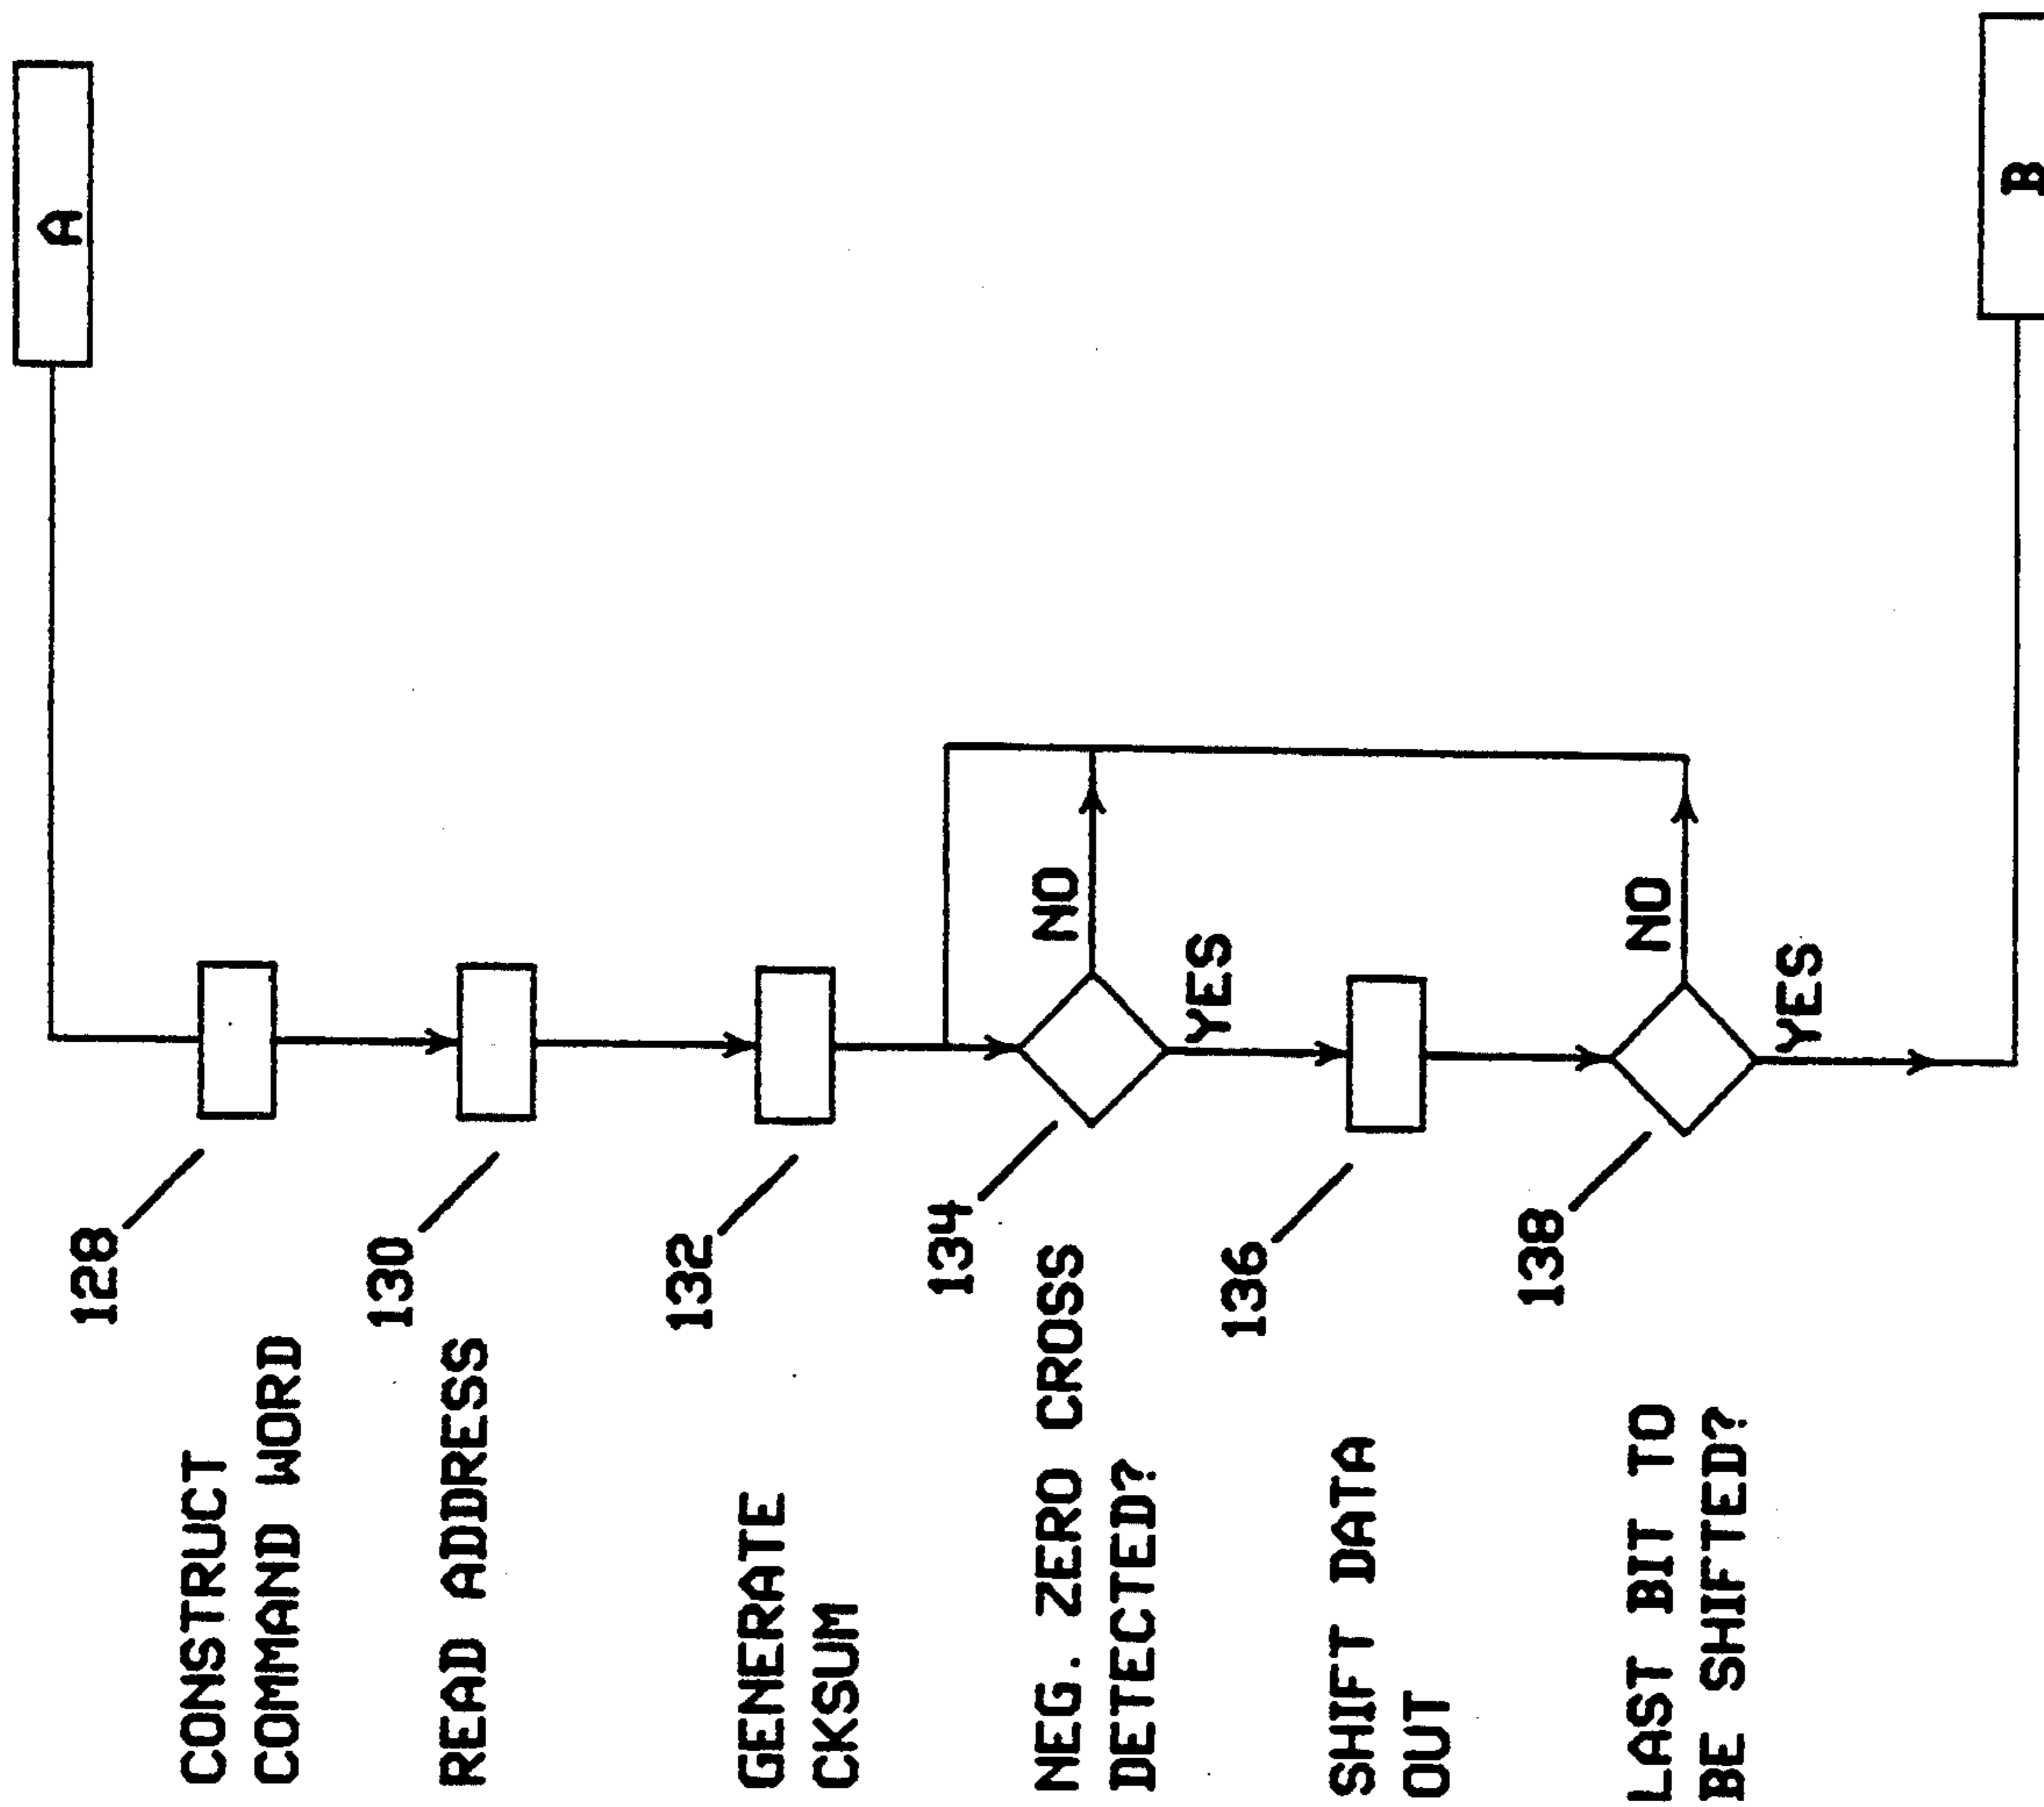 A
128
CONSTRUCT
COMMAND WORD
130
READ ADDRESS
132
GENERATE
CKSUM
134
NEG. ZERO CROSS
DETECTED?
NO
YES
136
SHIFT DATA
OUT
138
LAST BIT TO
BE SHIFTED?
NO
YES
B